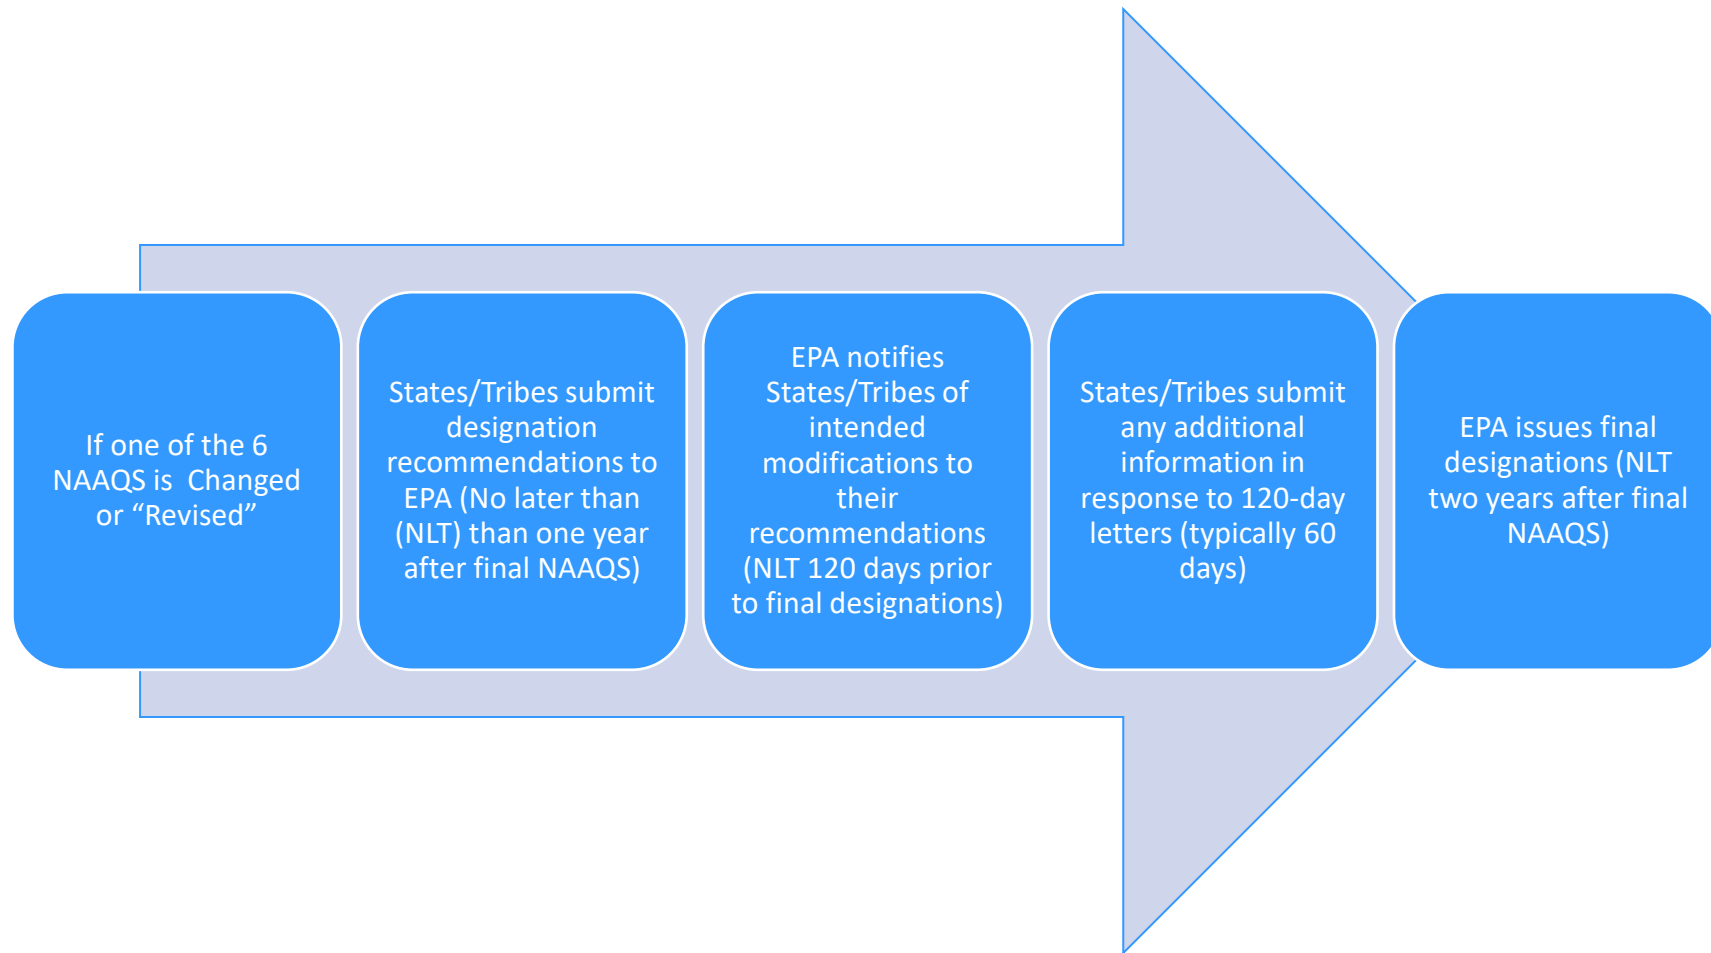 If one of the 6
NAAQS is  Changed
or “Revised”
States/Tribes submit
designation
recommendations to
EPA (No later than
(NLT) than one year
after final NAAQS)
EPA notifies
States/Tribes of
intended
modifications to
their
recommendations
(NLT 120 days prior
to final designations)
States/Tribes submit
any additional
information in
response to 120-day
letters (typically 60
days)
EPA issues final
designations (NLT
two years after final
NAAQS)